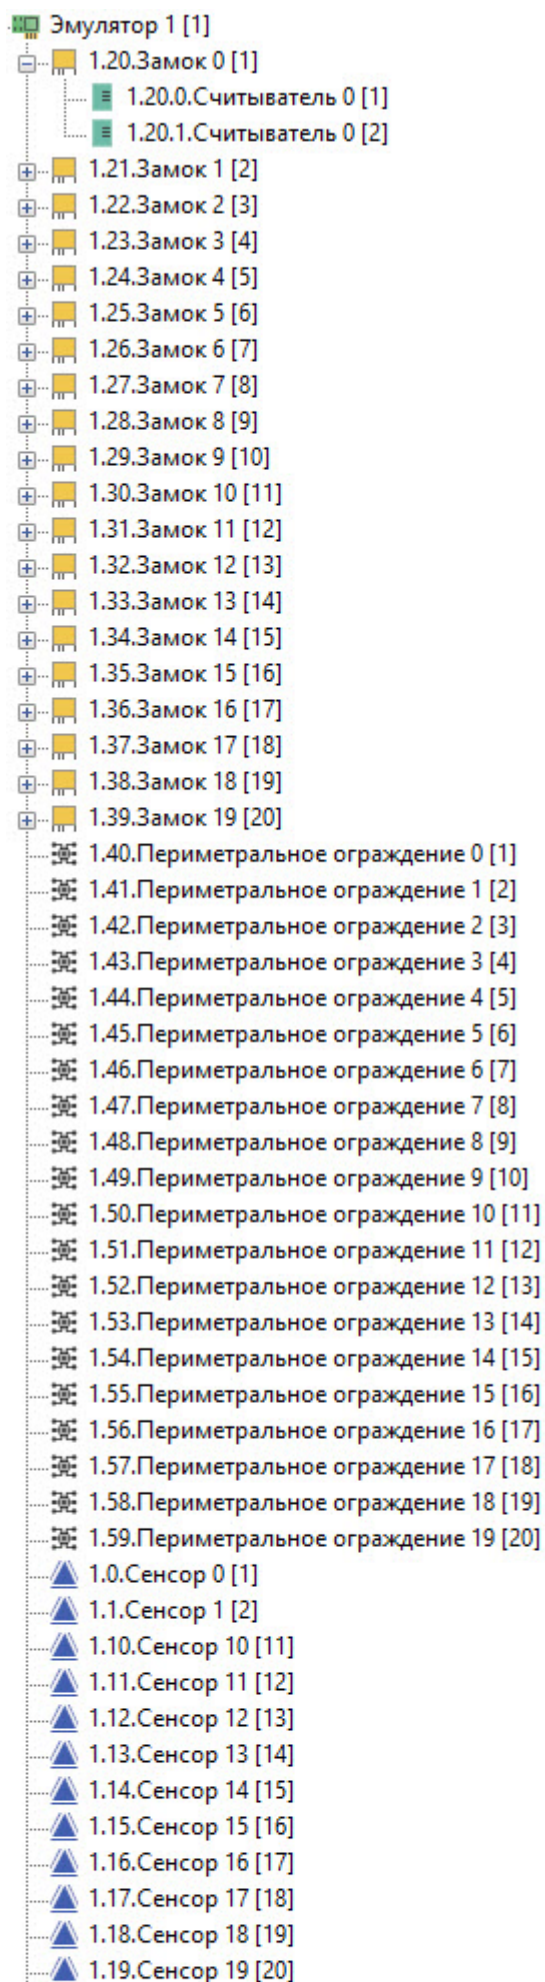 Эмулятор 1 [1]
1.20.Замок 0 [1]
1.20.0.Считыватель 0 [1]
1.20.1.Считыватель 0 [2]
1.21.Замок 1 [2]
1.22.Замок 2 [3]
1.23.Замок 3 [4]
1.24.Замок 4 [5]
1.25.Замок 5 [6]
1.26.Замок 6 [7]
1.27.Замок 7 [8]
1.28.Замок 8 [9]
1.29.Замок 9 [10]
1.30.Замок 10 [11]
1.31.Замок 11 [12]
1.32.Замок 12 [13]
1.33.Замок 13 [14]
1.34.Замок 14 [15]
1.35.Замок 15 [16]
1.36.Замок 16 [17]
1.37.Замок 17 [18]
1.38.Замок 18 [19]
1.39.Замок 19 [20]
1.40.Периметральное ограждение 0 [1]
1.41.Периметральное ограждение 1 [2]
1.42.Периметральное ограждение 2 [3]
1.43.Периметральное ограждение 3 [4]
1.44.Периметральное ограждение 4 [5]
1.45.Периметральное ограждение 5 [6]
1.46.Периметральное ограждение 6 [7]
1.47.Периметральное ограждение 7 [8]
1.48.Периметральное ограждение 8 [9]
1.49.Периметральное ограждение 9 [10]
1.50.Периметральное ограждение 10 [11]
1.51.Периметральное ограждение 11 [12]
1.52.Периметральное ограждение 12 [13]
1.53.Периметральное ограждение 13 [14]
1.54.Периметральное ограждение 14 [15]
1.55.Периметральное ограждение 15 [16]
1.56.Периметральное ограждение 16 [17]
1.57.Периметральное ограждение 17 [18]
1.58.Периметральное ограждение 18 [19]
1.59.Периметральное ограждение 19 [20]
1.0.Сенсор 0 [1]
1.1.Сенсор 1 [2]
1.10.Сенсор 10 [11]
1.11.Сенсор 11 [12]
1.12.Сенсор 12 [13]
1.13.Сенсор 13 [14]
1.14.Сенсор 14 [15]
1.15.Сенсор 15 [16]
1.16.Сенсор 16 [17]
1.17.Сенсор 17 [18]
1.18.Сенсор 18 [19]
1.19.Сенсор 19 [20]